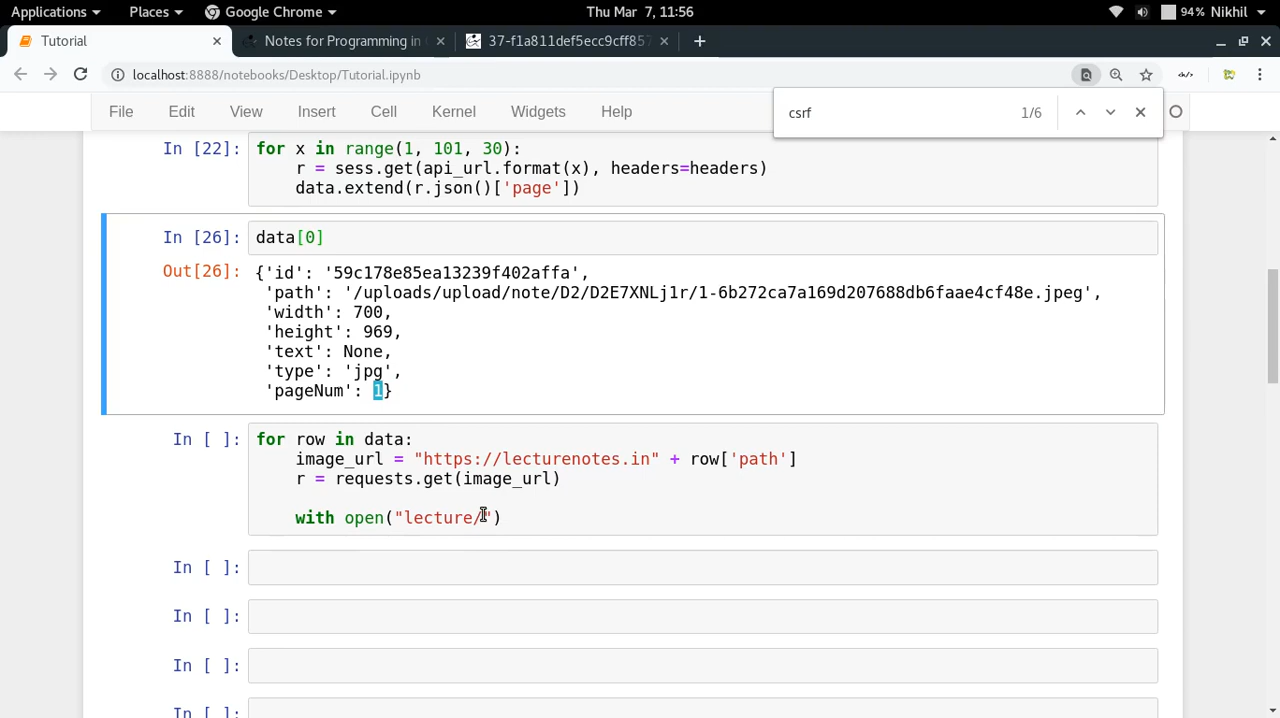 Applications Places Google Chrome Thu Mar 7, 11:56 94% Nikhil
Tutorial Notes for Programming in C 37-f1a811def5ecc9cff857
localhost:8888/notebooks/Desktop/Tutorial.ipynb
File Edit View Insert Cell Kernel Widgets Help csrf 1/6
In [22]: for x in range(1, 101, 30):
r = sess.get(api_url.format(x), headers=headers)
data.extend(r.json()['page'])
In [26]: data[0]
Out[26]: {'id': '59c178e85ea13239f402affa',
'path': '/uploads/upload/note/D2/D2E7XNLj1r/1-6b272ca7a169d207688db6faae4cf48e.jpeg',
'width': 700,
'height': 969,
'text': None,
'type': 'jpg',
'pageNum': 1}
In [ ]: for row in data:
image_url = "https://lecturenotes.in" + row['path']
r = requests.get(image_url)
with open("lecture/")
In [ ]:
In [ ]:
In [ ]:
In [ ]: